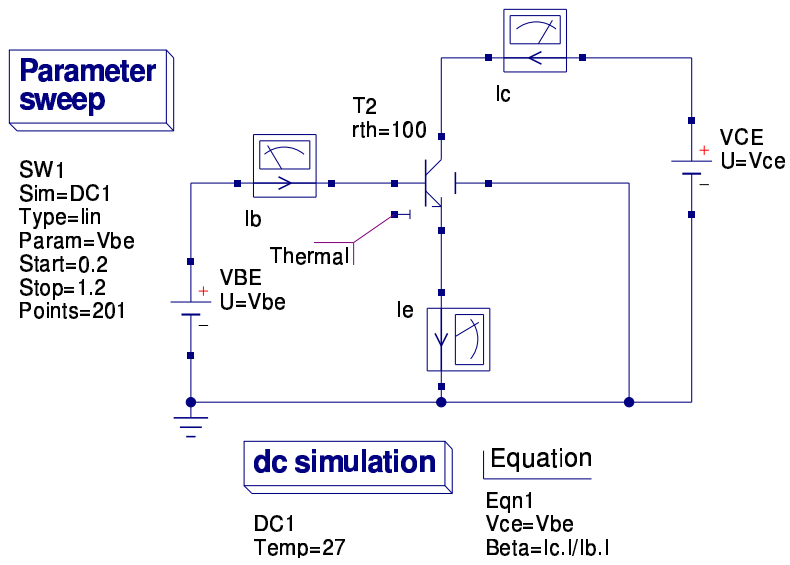 Parameter
sweep
SW1
Sim=DC1
Type=lin
Param=Vbe
Start=0.2
Stop=1.2
Points=201
Ib
VBE
U=Vbe
T2
rth=100
Thermal
Ic
Ie
VCE
U=Vce
dc simulation
DC1
Temp=27
Equation
Eqn1
Vce=Vbe
Beta=Ic.I/Ib.I